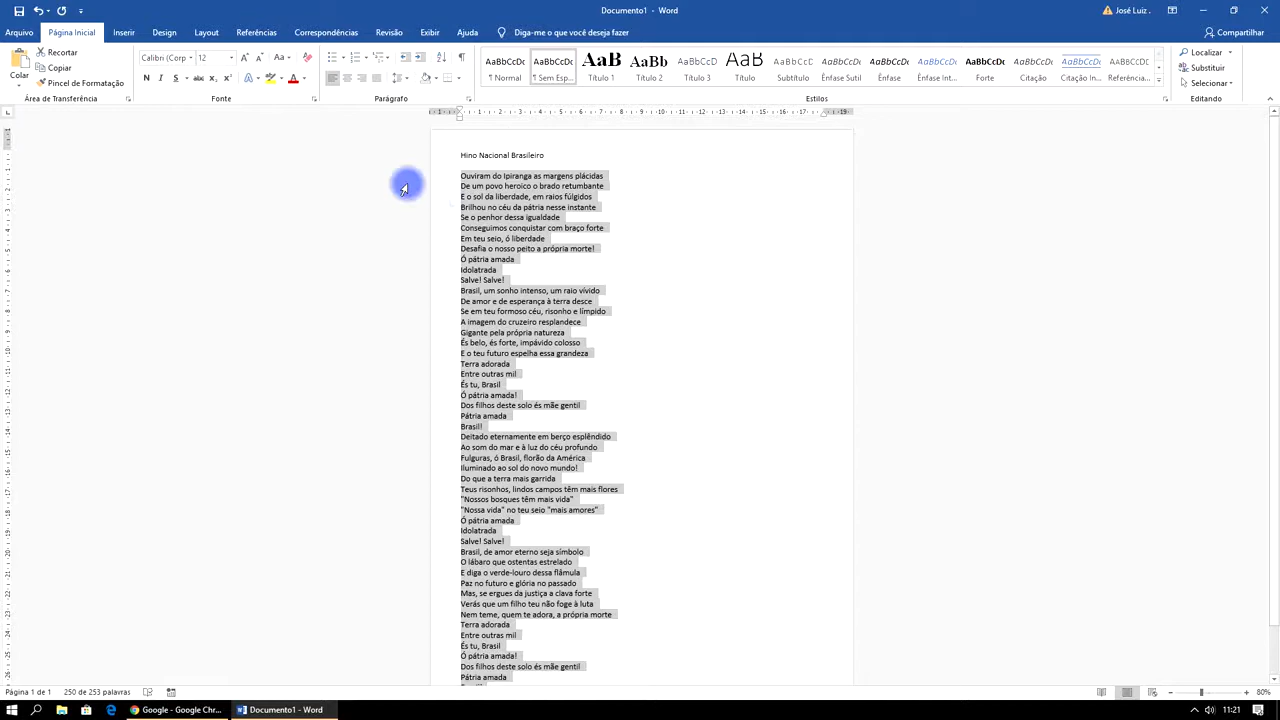 Documento1 - Word
José Luiz .
Arquivo Página Inicial Inserir Design Layout Referências Correspondências Revisão Exibir Ajuda Diga-me o que você deseja fazer Compartilhar
Colar
Recortar
Copiar
Pincel de Formatação
Área de Transferência
Calibri (Corp 12
N I S abc x₂ x²
Fonte
Parágrafo
AaBbCcDc AaBbCcDc AaB AaBb AaBbCcD AaB AaBbCcD AaBbCcDc AaBbCcDc AaBbCcDc AaBbCcDc AaBbCcDc AaBbCcDc AaBbCcDc
¶ Normal ¶ Sem Esp... Título 1 Título 2 Título 3 Título Subtítulo Ênfase Sutil Ênfase Ênfase Int... Forte Citação Citação In... Referência...
Estilos
Localizar
Substituir
Selecionar
Editando
Hino Nacional Brasileiro
Ouviram do Ipiranga as margens plácidas
De um povo heroico o brado retumbante
E o sol da liberdade, em raios fúlgidos
Brilhou no céu da pátria nesse instante
Se o penhor dessa igualdade
Conseguimos conquistar com braço forte
Em teu seio, ó liberdade
Desafia o nosso peito a própria morte!
Ó pátria amada
Idolatrada
Salve! Salve!
Brasil, um sonho intenso, um raio vívido
De amor e de esperança à terra desce
Se em teu formoso céu, risonho e límpido
A imagem do cruzeiro resplandece
Gigante pela própria natureza
És belo, és forte, impávido colosso
E o teu futuro espelha essa grandeza
Terra adorada
Entre outras mil
És tu, Brasil
Ó pátria amada!
Dos filhos deste solo és mãe gentil
Pátria amada
Brasil!
Deitado eternamente em berço esplêndido
Ao som do mar e à luz do céu profundo
Fulguras, ó Brasil, florão da América
Iluminado ao sol do novo mundo!
Do que a terra mais garrida
Teus risonhos, lindos campos têm mais flores
"Nossos bosques têm mais vida"
"Nossa vida" no teu seio "mais amores"
Ó pátria amada
Idolatrada
Salve! Salve!
Brasil, de amor eterno seja símbolo
O lábaro que ostentas estrelado
E diga o verde-louro dessa flâmula
Paz no futuro e glória no passado
Mas, se ergues da justiça a clava forte
Verás que um filho teu não foge à luta
Nem teme, quem te adora, a própria morte
Terra adorada
Entre outras mil
És tu, Brasil
Ó pátria amada!
Dos filhos deste solo és mãe gentil
Pátria amada
Página 1 de 1 250 de 253 palavras 80%
Google - Google Chr... Documento1 - Word 11:21